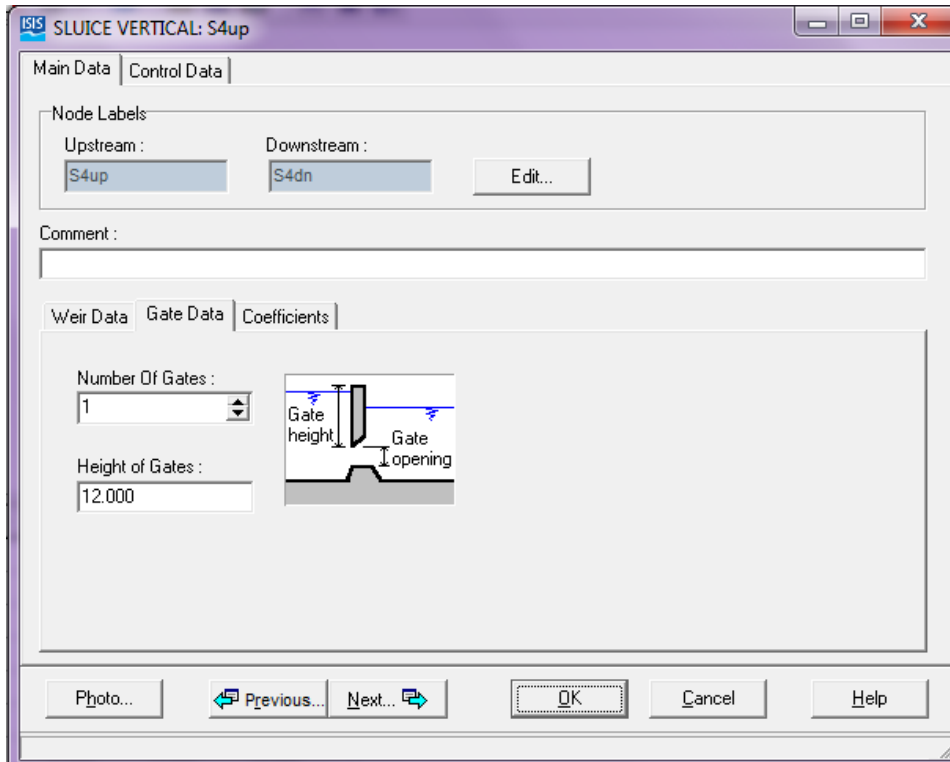 ISIS SLUICE VERTICAL: S4up
Main Data Control Data
Node Labels
Upstream : Downstream :
S4up S4dn Edit...
Comment :
Weir Data Gate Data Coefficients
Number Of Gates :
1
Height of Gates :
12.000
Gate
height
Gate
opening
Photo... Previous... Next... OK Cancel Help